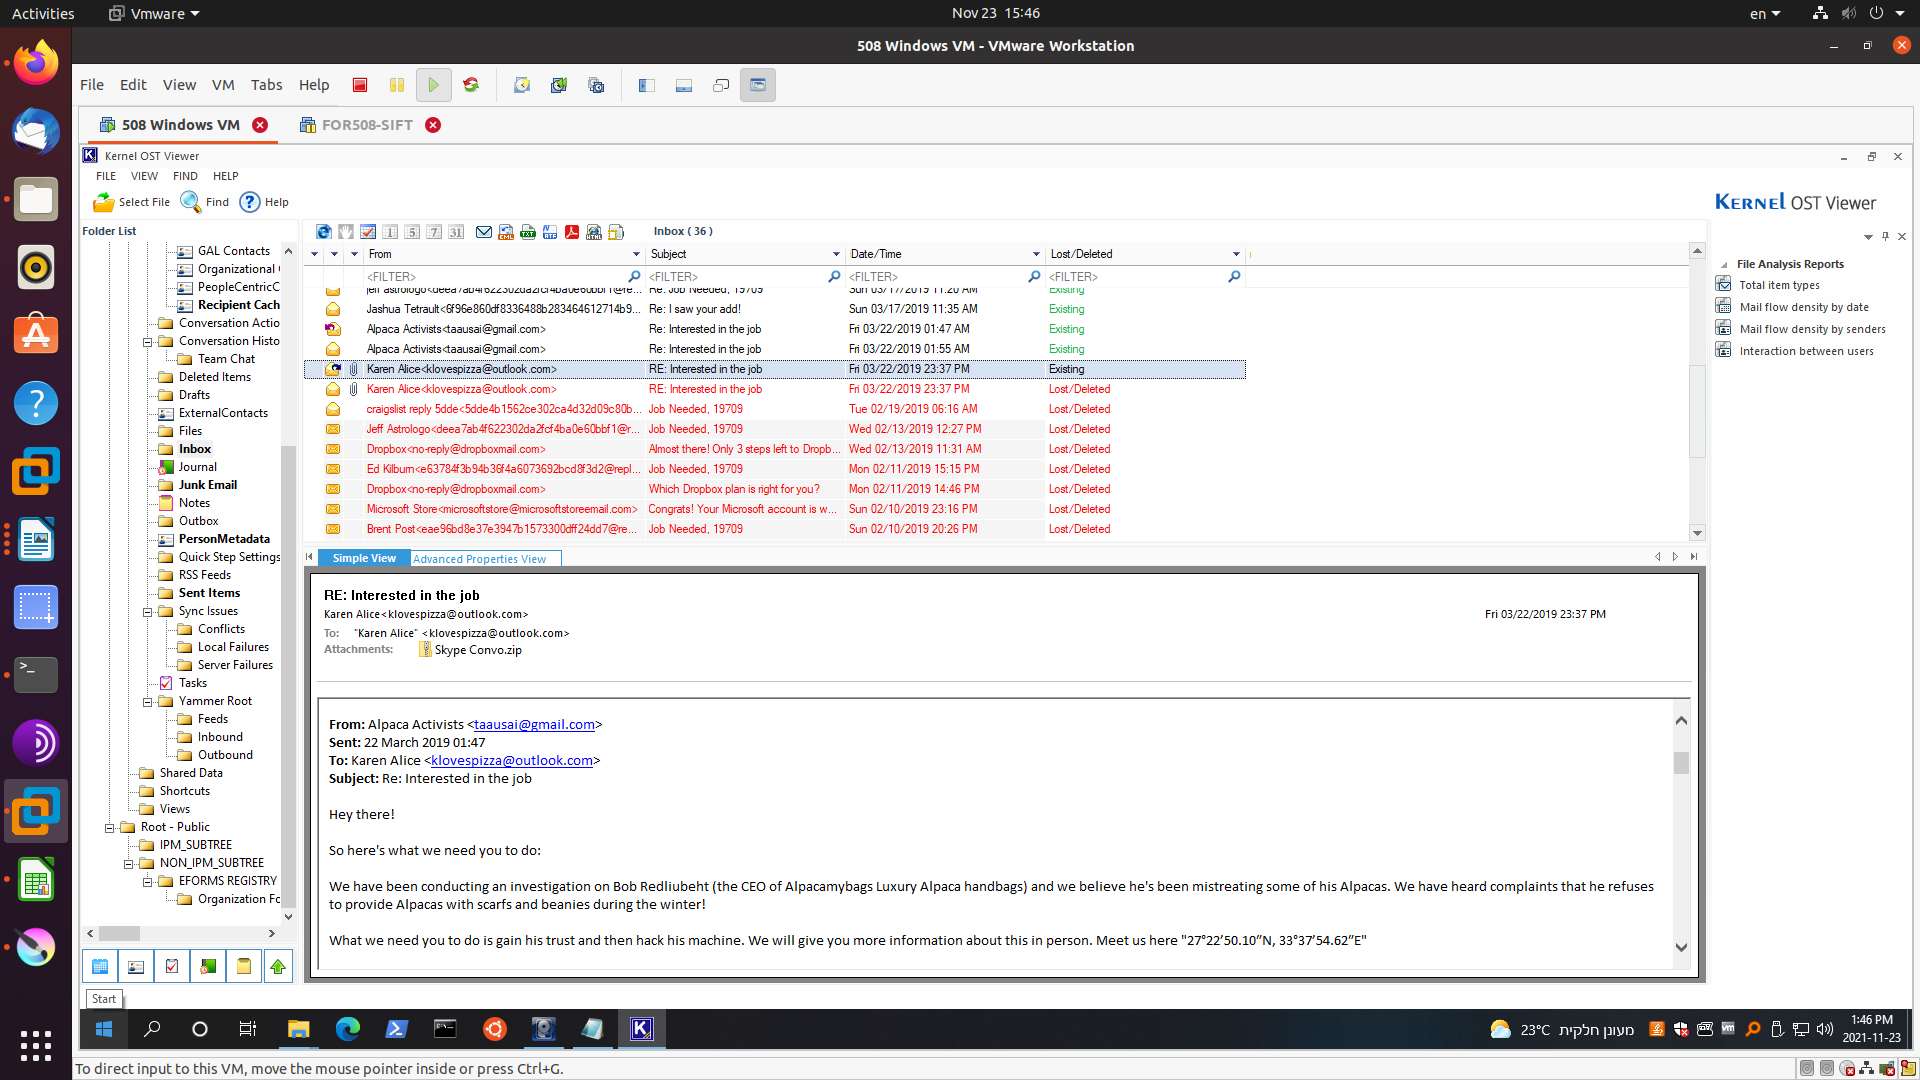 Activities
Vmware
Nov 23 15:46
en
508 Windows VM - VMware Workstation
File Edit View VM Tabs Help
508 Windows VM
FOR508-SIFT
Kernel OST Viewer
FILE VIEW FIND HELP
Select File Find Help
KERNEL OST Viewer
Folder List
GAL Contacts
Organizational
PeopleCentricC
Recipient Cach
Conversation Actio
Conversation Histo
Team Chat
Deleted Items
Drafts
ExternalContacts
Files
Inbox
Journal
Junk Email
Notes
Outbox
PersonMetadata
Quick Step Settings
RSS Feeds
Sent Items
Sync Issues
Conflicts
Local Failures
Server Failures
Tasks
Yammer Root
Feeds
Inbound
Outbound
Shared Data
Shortcuts
Views
Root - Public
IPM_SUBTREE
NON_IPM_SUBTREE
EFORMS REGISTRY
Organization Fo
Start
Inbox ( 36 )
From Subject Date/Time Lost/Deleted
<FILTER> <FILTER> <FILTER> <FILTER>
jeff astrologo<deea7ab4f622302da2fcf4ba0e60bbf1@re... Re: Job Needed, 19709 Sun 03/17/2019 11:20 AM Existing
Jashua Tetrault<6f96e860df8336488b283464612714b9... Re: I saw your add! Sun 03/17/2019 11:35 AM Existing
Alpaca Activists<taausai@gmail.com> Re: Interested in the job Fri 03/22/2019 01:47 AM Existing
Alpaca Activists<taausai@gmail.com> Re: Interested in the job Fri 03/22/2019 01:55 AM Existing
Karen Alice<klovespizza@outlook.com> RE: Interested in the job Fri 03/22/2019 23:37 PM Existing
Karen Alice<klovespizza@outlook.com> RE: Interested in the job Fri 03/22/2019 23:37 PM Lost/Deleted
craigslist reply 5dde<5dde4b1562ce302ca4d32d09c80b... Job Needed, 19709 Tue 02/19/2019 06:16 AM Lost/Deleted
Jeff Astrologo<deea7ab4f622302da2fcf4ba0e60bbf1@r... Job Needed, 19709 Wed 02/13/2019 12:27 PM Lost/Deleted
Dropbox<no-reply@dropboxmail.com> Almost there! Only 3 steps left to Dropb... Wed 02/13/2019 11:31 AM Lost/Deleted
Ed Kilburn<e63784f3b94b36f4a6073692bcd8f3d2@repl... Job Needed, 19709 Mon 02/11/2019 15:15 PM Lost/Deleted
Dropbox<no-reply@dropboxmail.com> Which Dropbox plan is right for you? Mon 02/11/2019 14:46 PM Lost/Deleted
Microsoft Store<microsoftstore@microsoftstoreemail.com> Congrats! Your Microsoft account is w... Sun 02/10/2019 23:16 PM Lost/Deleted
Brent Post<eae96bd8e37e3947b1573300dff24dd7@re... Job Needed, 19709 Sun 02/10/2019 20:26 PM Lost/Deleted
Simple View Advanced Properties View
RE: Interested in the job
Karen Alice<klovespizza@outlook.com> Fri 03/22/2019 23:37 PM
To: "Karen Alice" <klovespizza@outlook.com>
Attachments: Skype Convo.zip
From: Alpaca Activists <taausai@gmail.com>
Sent: 22 March 2019 01:47
To: Karen Alice <klovespizza@outlook.com>
Subject: Re: Interested in the job
Hey there!
So here's what we need you to do:
We have been conducting an investigation on Bob Redliubeht (the CEO of Alpacamybags Luxury Alpaca handbags) and we believe he's been mistreating some of his Alpacas. We have heard complaints that he refuses
to provide Alpacas with scarfs and beanies during the winter!
What we need you to do is gain his trust and then hack his machine. We will give you more information about this in person. Meet us here "27°22’50.10”N, 33°37’54.62”E"
File Analysis Reports
Total item types
Mail flow density by date
Mail flow density by senders
Interaction between users
23°C מעונן חלקית
1:46 PM
2021-11-23
To direct input to this VM, move the mouse pointer inside or press Ctrl+G.